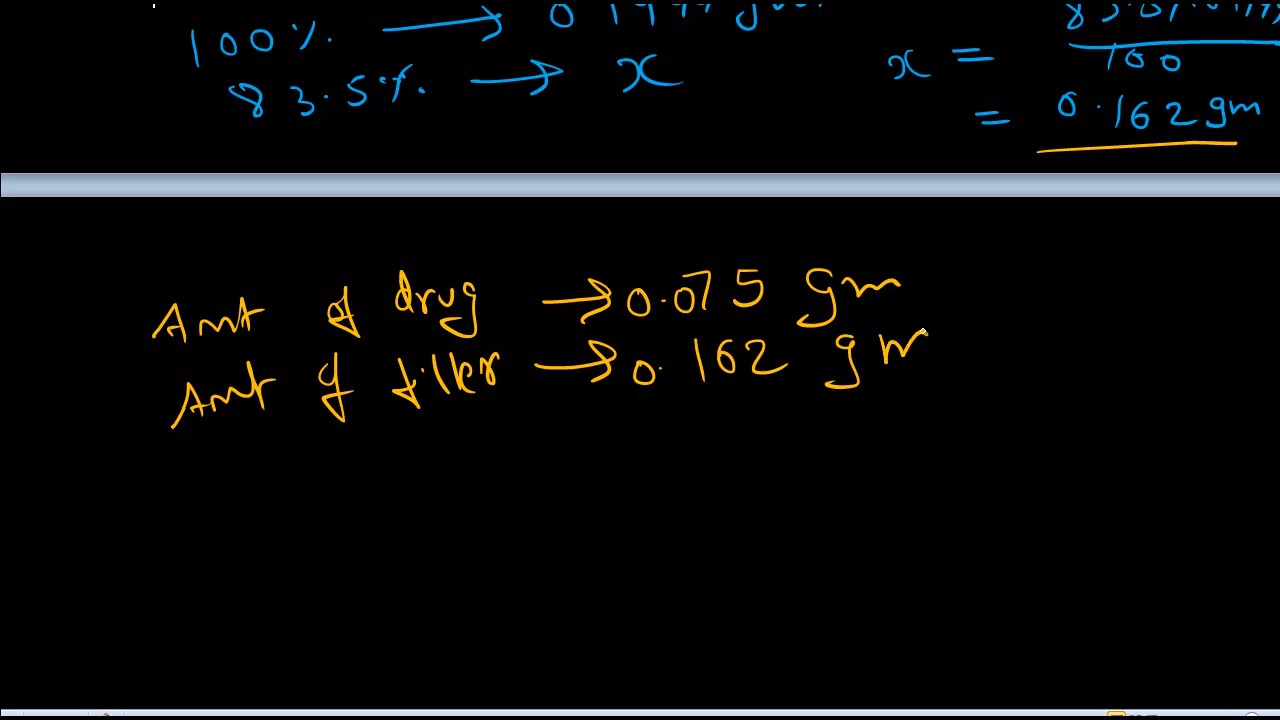 100% → x =
83.5% → x 100
= 0.162 gm
Amt of drug → 0.075 gm
Amt of filler → 0.162 gm